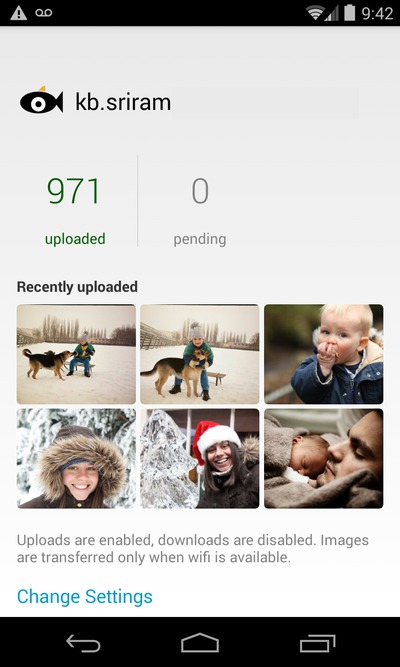 9:42
kb.sriram
971
0
uploaded
pending
Recently uploaded
Uploads are enabled, downloads are disabled. Images
are transferred only when wifi is available.
Change Settings